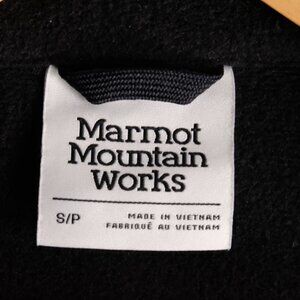 Marmot
Mountain
Works
S/P
MADE IN VIETNAM
FABRIQUÉ AU VIETNAM